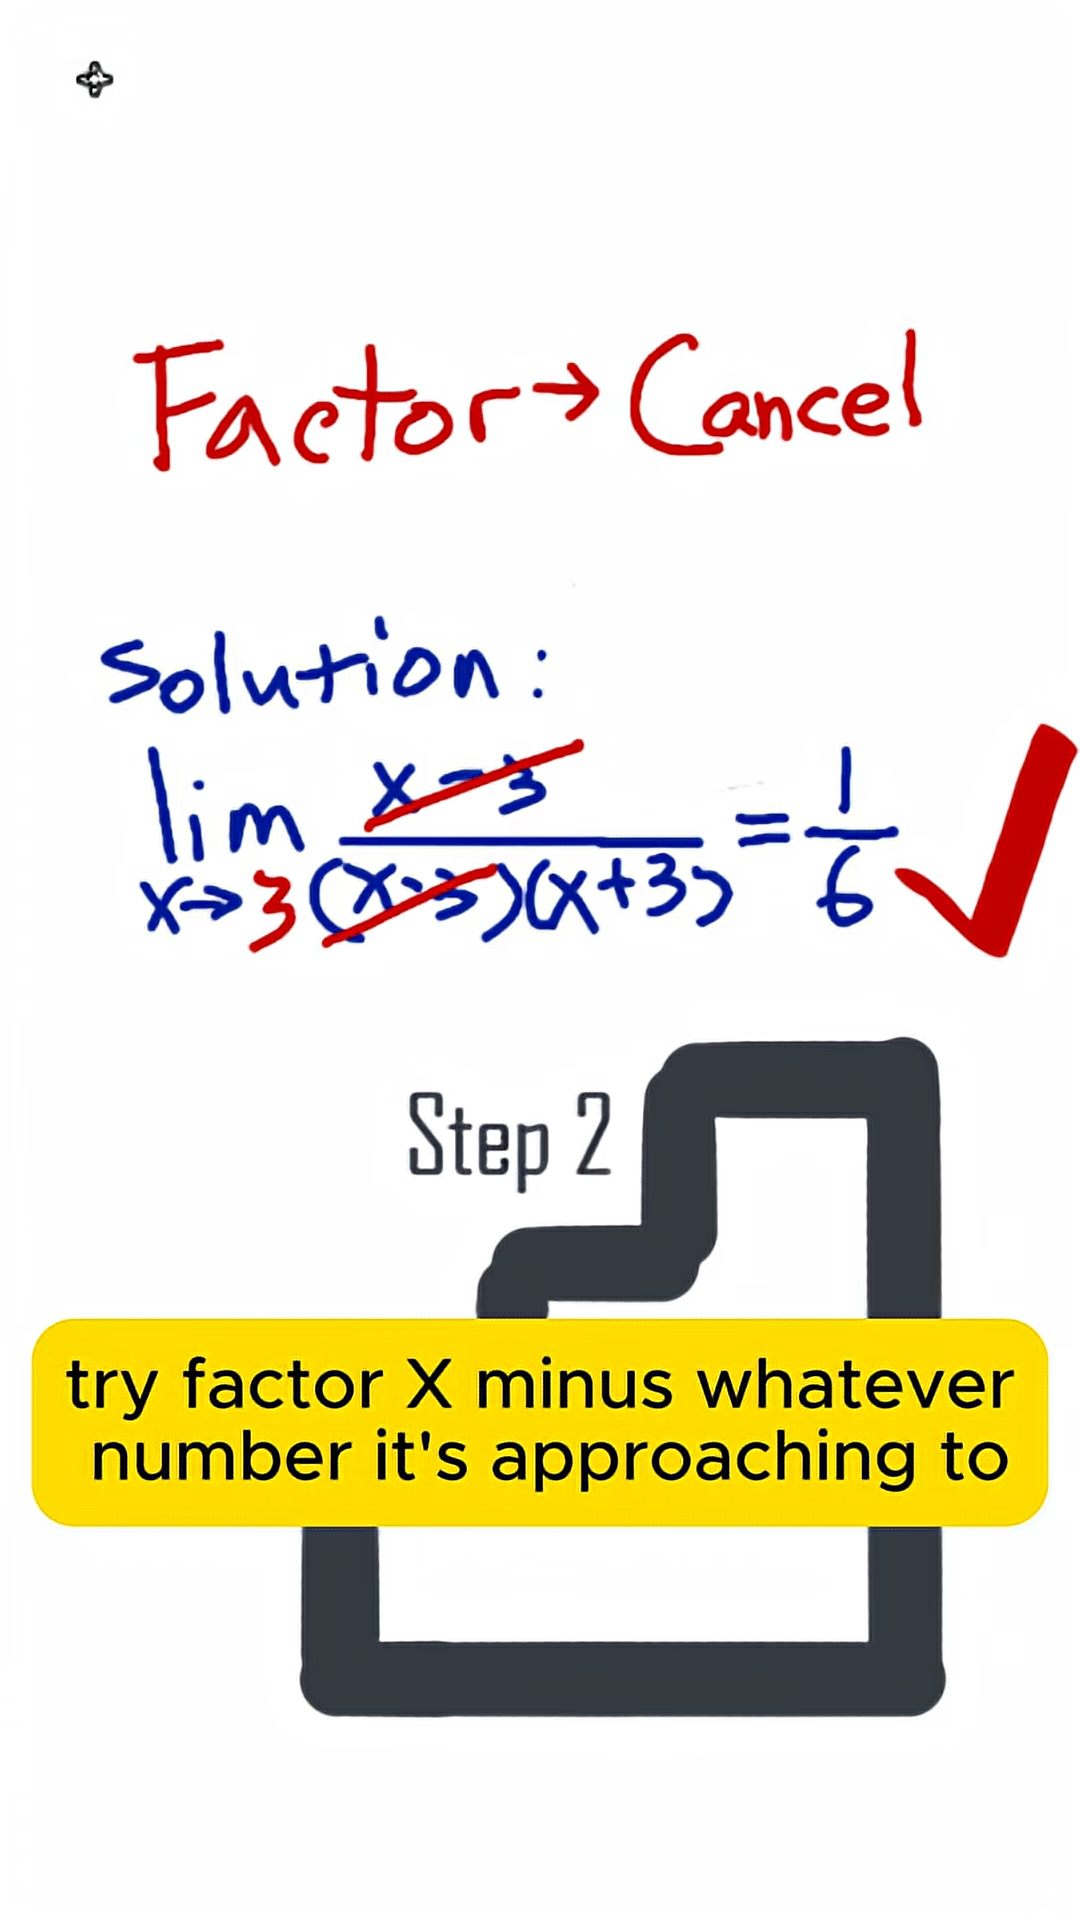 Factor→Cancel
Solution:
lim x→3 (x-3)/((x-3)(x+3)) = 1/6
Step 2
try factor X minus whatever
number it's approaching to